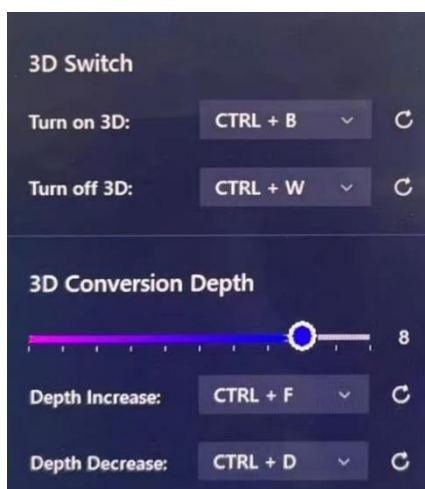 3D Switch
Turn on 3D: CTRL + B
Turn off 3D: CTRL + W
3D Conversion Depth
8
Depth Increase: CTRL + F
Depth Decrease: CTRL + D